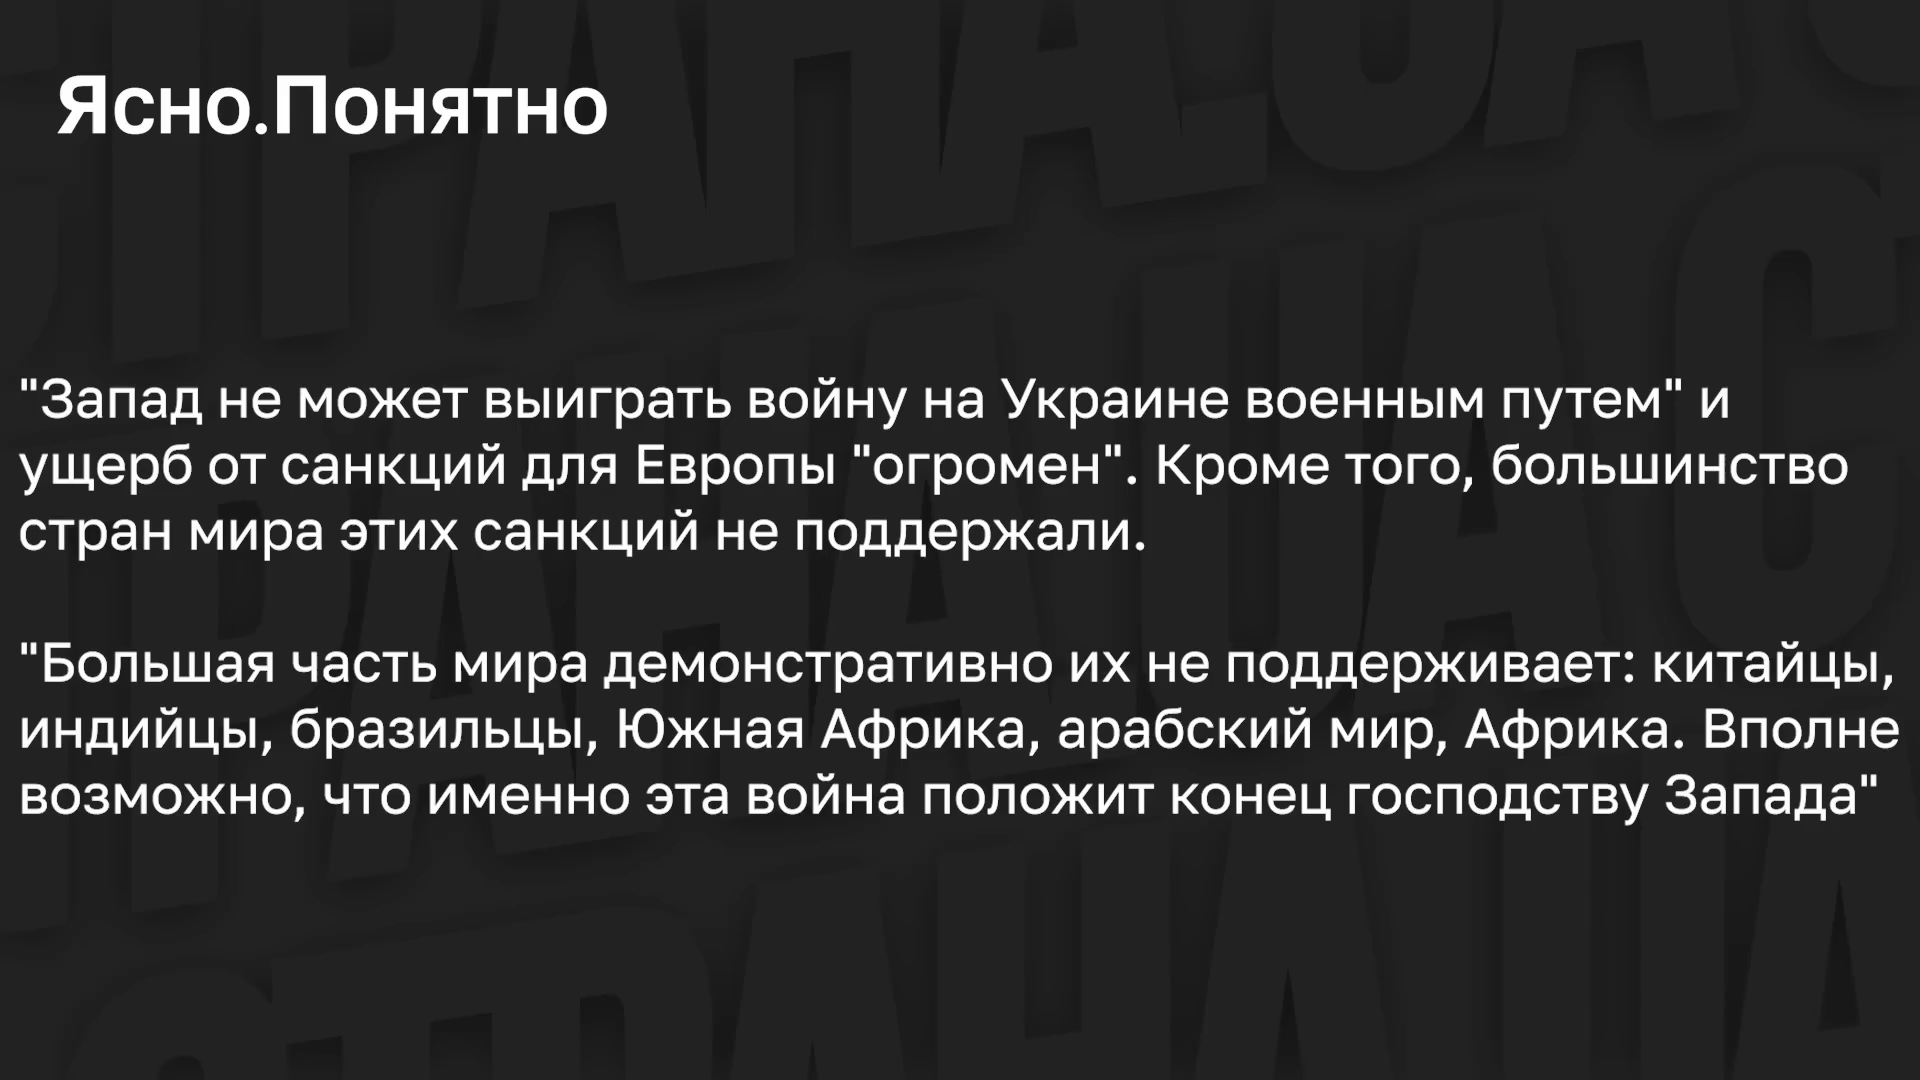 Ясно.Понятно
"Запад не может выиграть войну на Украине военным путем" и
ущерб от санкций для Европы "огромен". Кроме того, большинство
стран мира этих санкций не поддержали.
"Большая часть мира демонстративно их не поддерживает: китайцы,
индийцы, бразильцы, Южная Африка, арабский мир, Африка. Вполне
возможно, что именно эта война положит конец господству Запада"